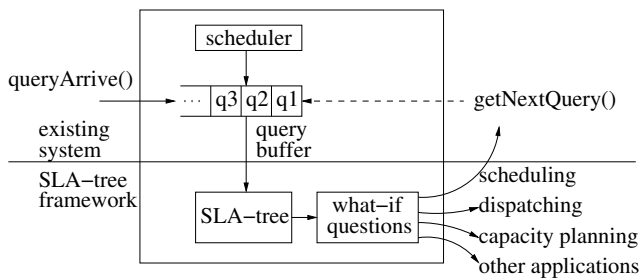 scheduler
queryArrive()
··· q3 q2 q1
getNextQuery()
existing
system
query
buffer
SLA-tree
framework
scheduling
SLA-tree
what-if
questions
dispatching
capacity planning
other applications